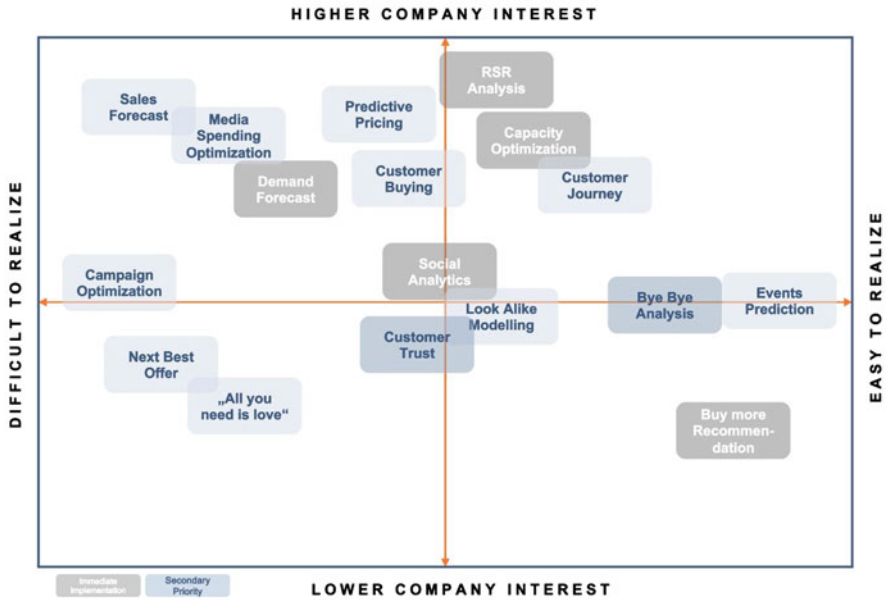 HIGHER COMPANY INTEREST
RSR
Analysis
Sales
Forecast
Predictive
Pricing
Media
Spending
Optimization
Capacity
Optimization
Customer
Buying
Customer
Journey
Demand
Forecast
DIFFICULT TO REALIZE
EASY TO REALIZE
Social
Analytics
Campaign
Optimization
Bye Bye
Analysis
Events
Prediction
Look Alike
Modelling
Customer
Trust
Next Best
Offer
„All you
need is love“
Buy more
Recommen-
dation
Immediate
Implementation
Secondary
Priority
LOWER COMPANY INTEREST